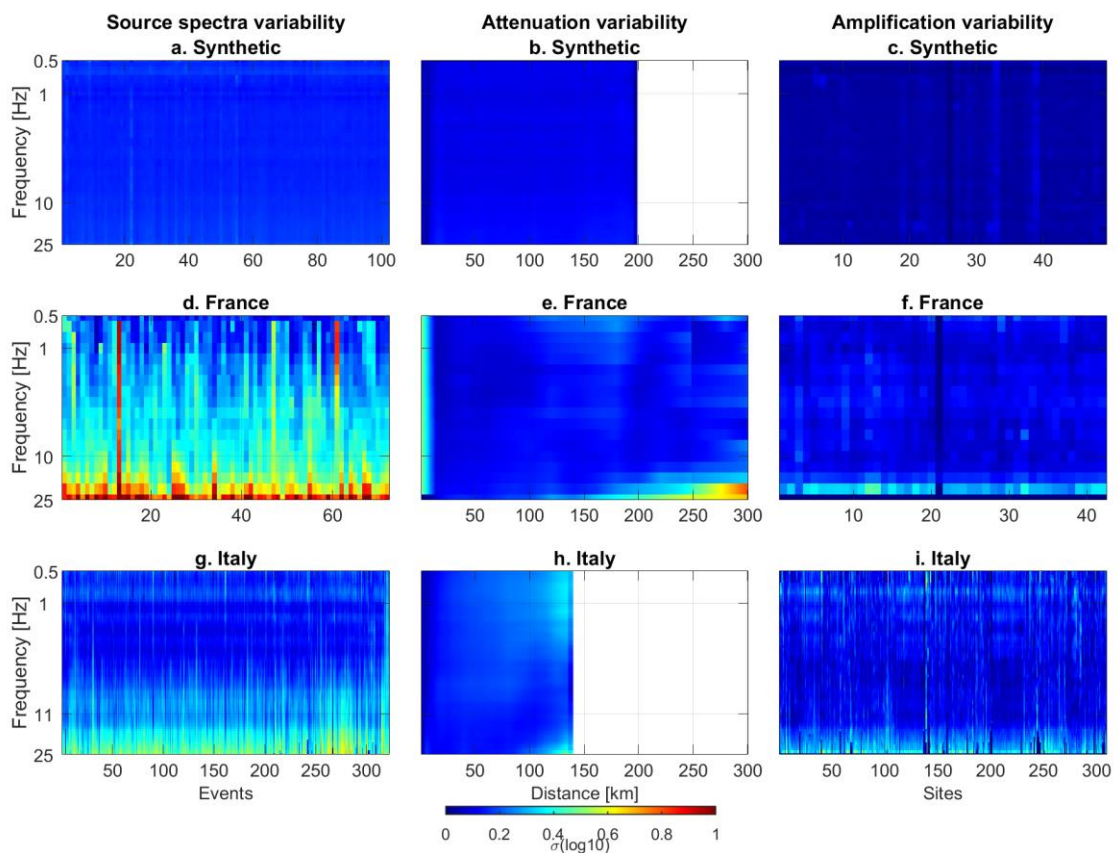 Source spectra variability Attenuation variability Amplification variability
a. Synthetic b. Synthetic c. Synthetic
Frequency [Hz]
0.5
1
10
25
20 40 60 80 100
50 100 150 200 250 300
10 20 30 40
d. France e. France f. France
Frequency [Hz]
0.5
1
10
25
20 40 60
50 100 150 200 250 300
10 20 30 40
g. Italy h. Italy i. Italy
Frequency [Hz]
0.5
1
11
25
50 100 150 200 250 300
50 100 150 200 250 300
50 100 150 200 250 300
Events Distance [km] Sites
0 0.2 0.4 0.6 0.8 1
σ(log10)